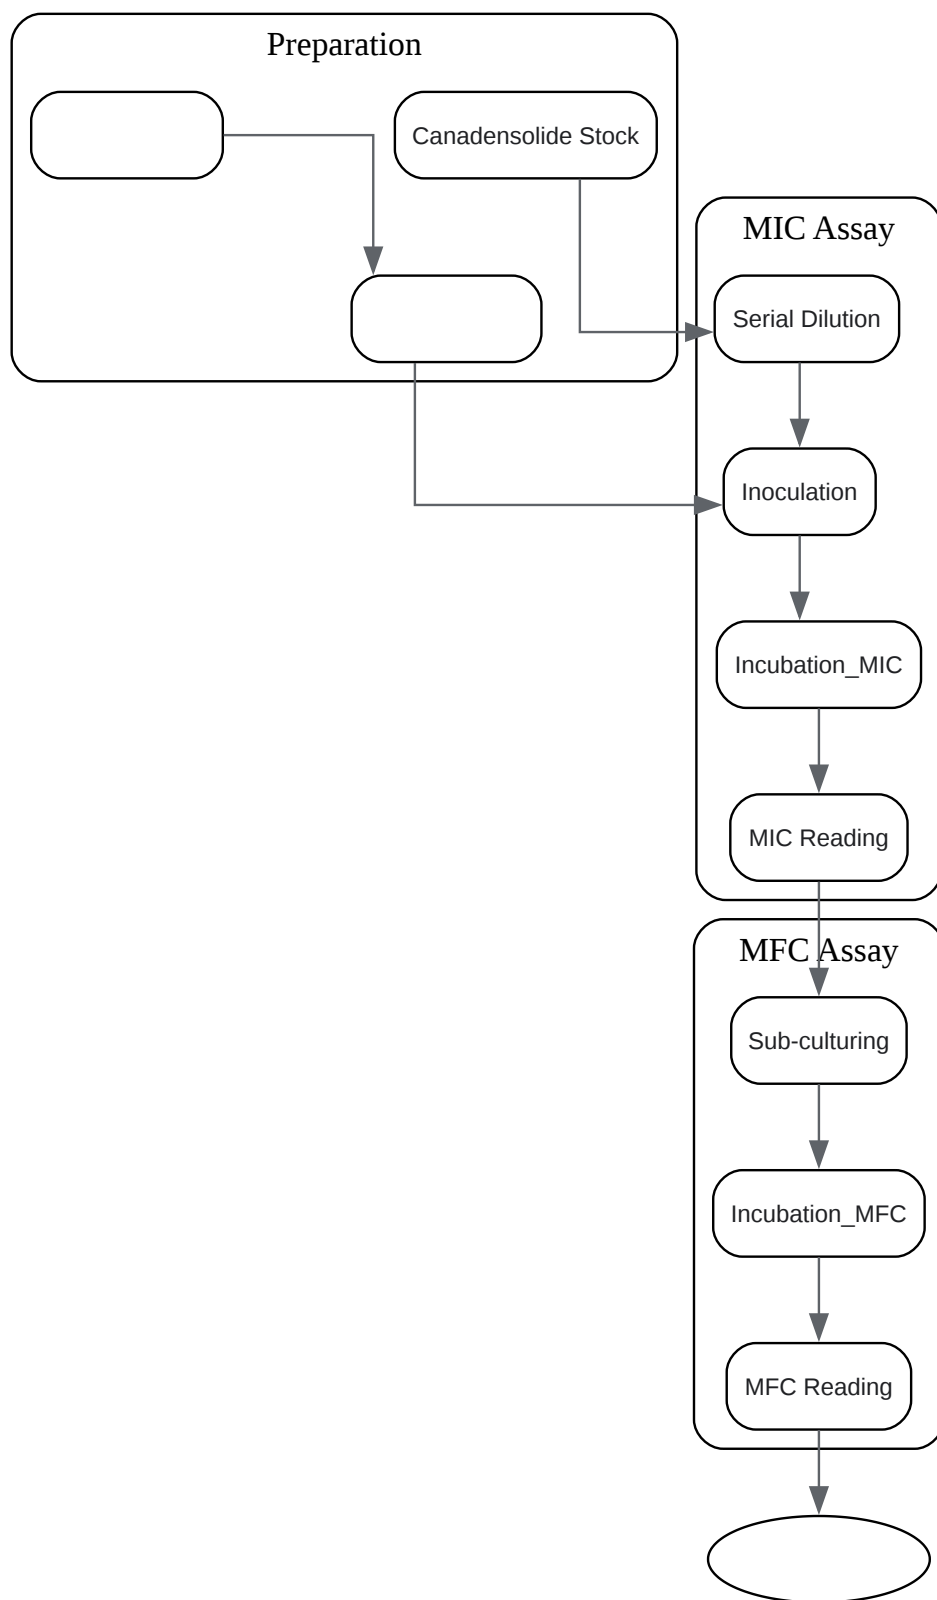 Preparation
Canadensolide Stock
MIC Assay
Serial Dilution
Inoculation
Incubation_MIC
MIC Reading
MFC Assay
Sub-culturing
Incubation_MFC
MFC Reading